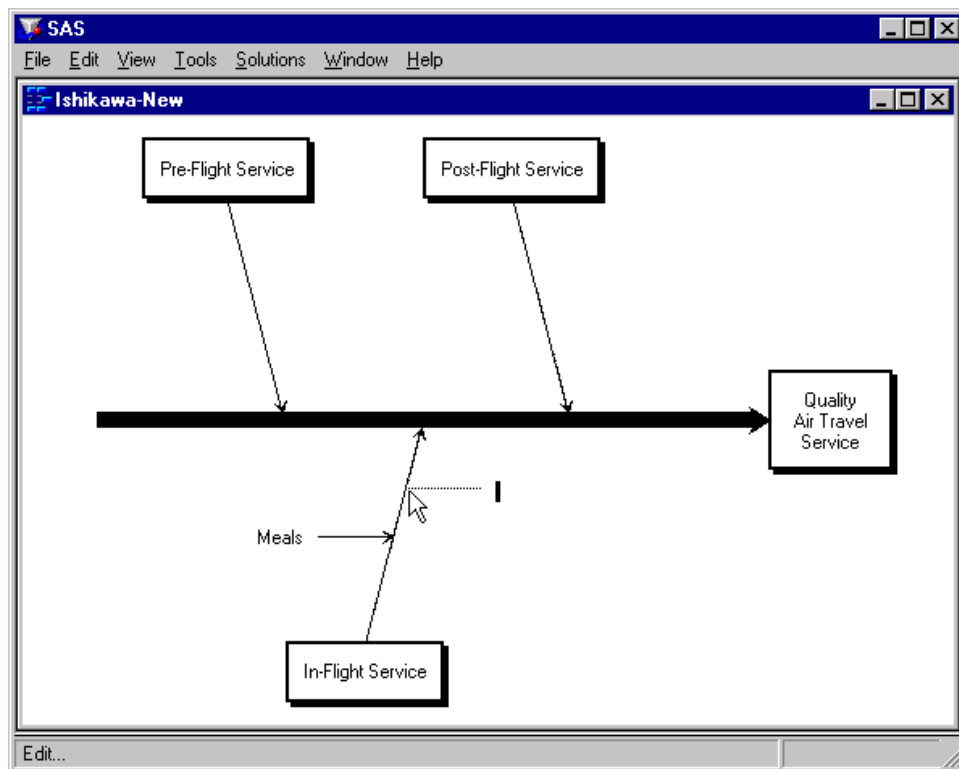 SAS
File Edit View Tools Solutions Window Help
Ishikawa-New
Pre-Flight Service
Post-Flight Service
Quality
Air Travel
Service
Meals
In-Flight Service
Edit...